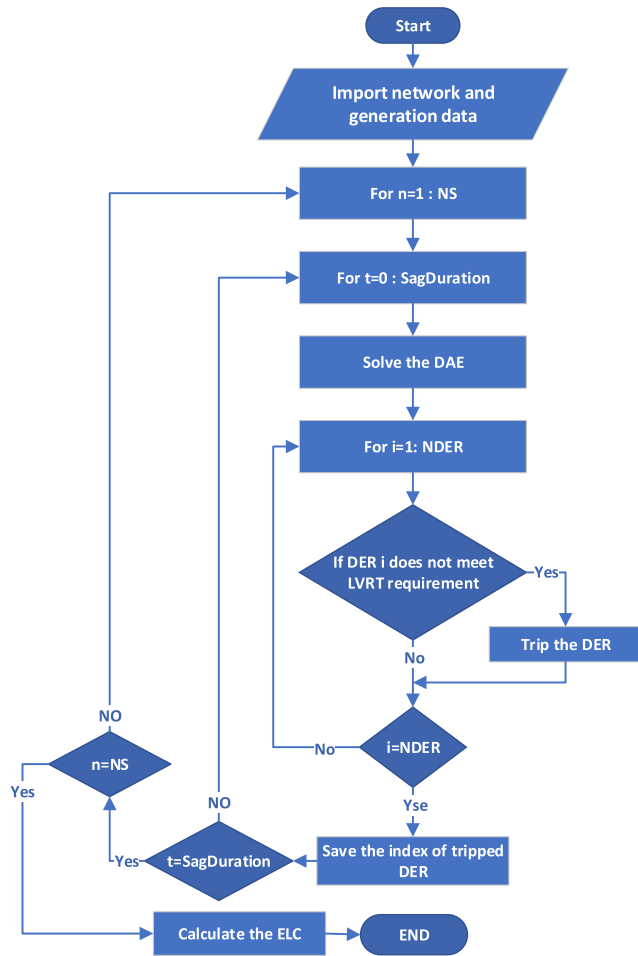 Start
Import network and
generation data
For n=1 : NS
For t=0 : SagDuration
Solve the DAE
For i=1: NDER
If DER i does not meet
LVRT requirement
Yes
Trip the DER
No
i=NDER
No
Yse
NO
n=NS
Yes
NO
Save the index of tripped
DER
t=SagDuration
Yes
Calculate the ELC
END